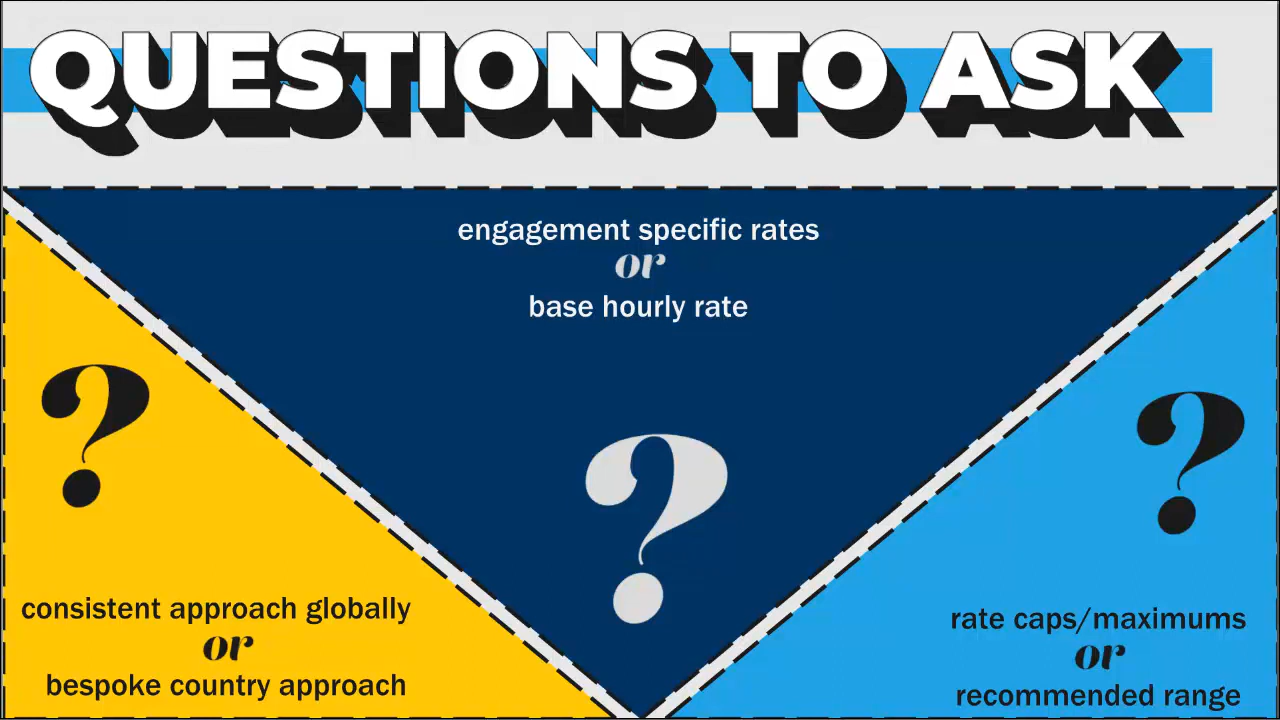 QUESTIONS TO ASK
engagement specific rates
or
base hourly rate
?
?
?
consistent approach globally
or
bespoke country approach
rate caps/maximums
or
recommended range